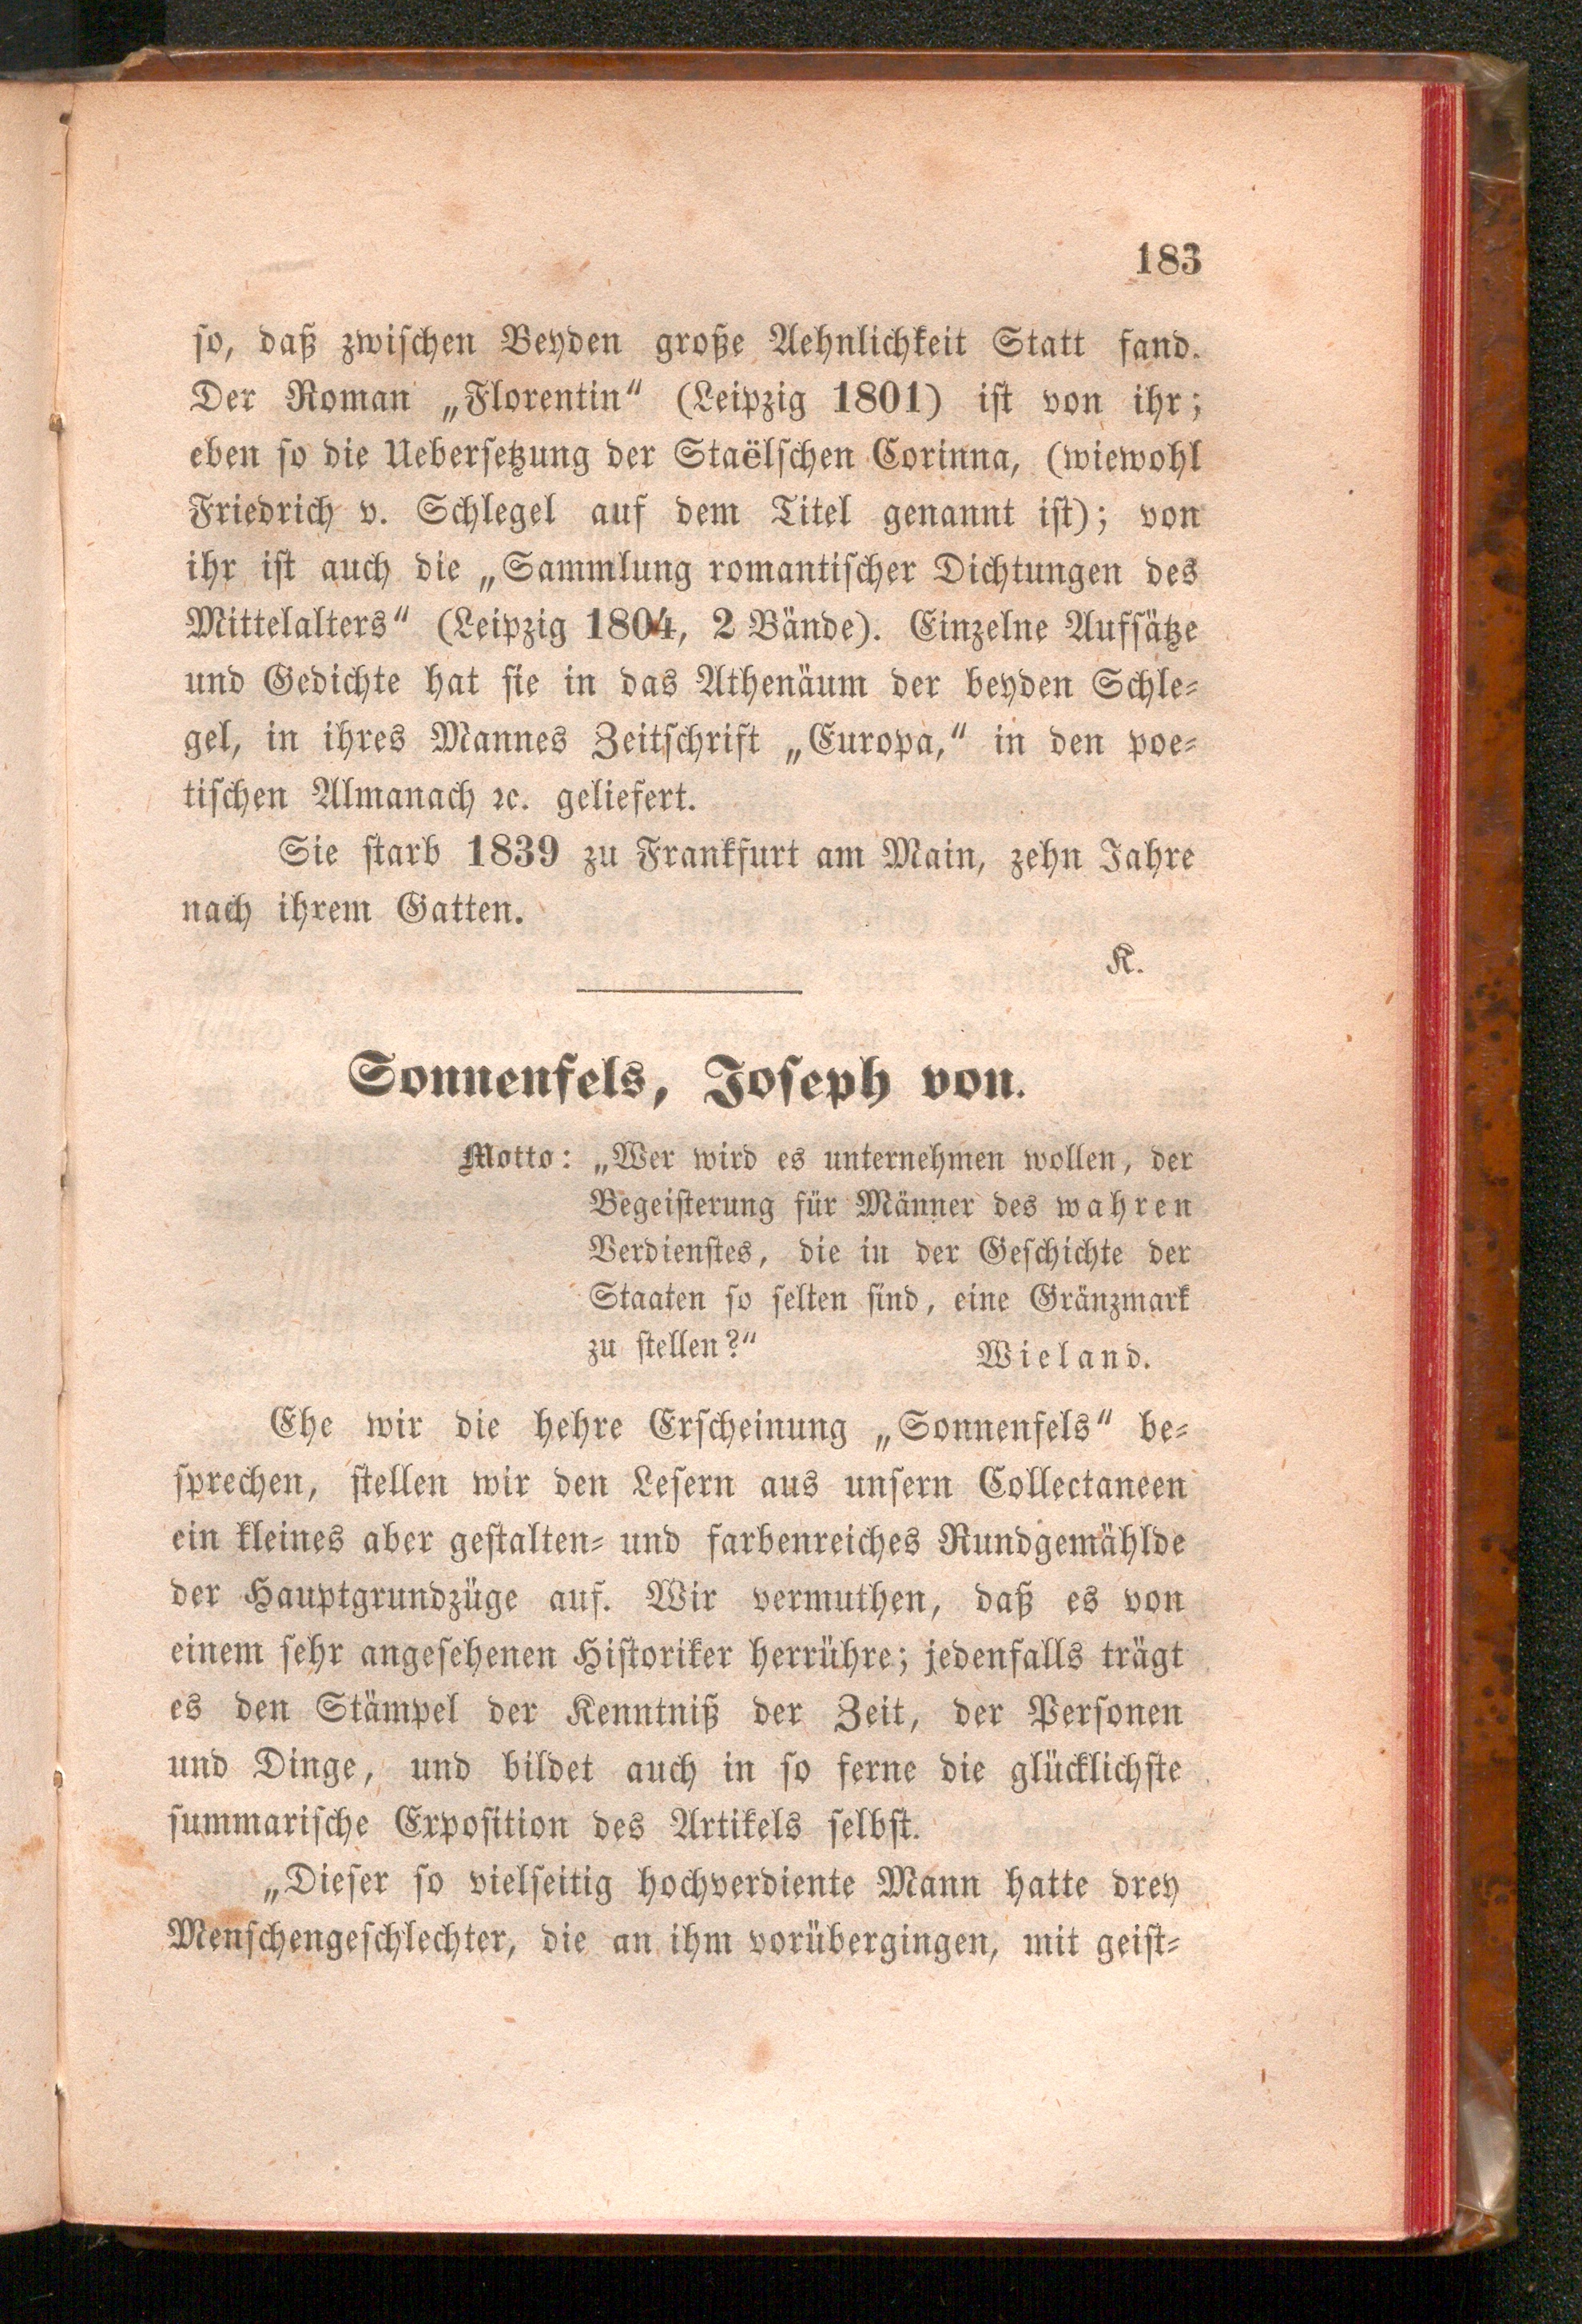 183
so, daß zwischen Beyden große Aehnlichkeit Statt fand.
Der Roman „Florentin“ (Leipzig 1801) ist von ihr;
eben so die Uebersetzung der Staëlschen Corinna, (wiewohl
Friedrich v. Schlegel auf dem Titel genannt ist); von
ihr ist auch die „Sammlung romantischer Dichtungen des
Mittelalters“ (Leipzig 1804, 2 Bände). Einzelne Aufsätze
und Gedichte hat sie in das Athenäum der beyden Schle-
gel, in ihres Mannes Zeitschrift „Europa,“ in den poe-
tischen Almanach ꝛc. geliefert.
Sie starb 1839 zu Frankfurt am Main, zehn Jahre
nach ihrem Gatten.
K.
Sonnenfels, Joseph von.
Motto: „Wer wird es unternehmen wollen, der
Begeisterung für Männer des wahren
Verdienstes, die in der Geschichte der
Staaten so selten sind, eine Gränzmark
zu stellen?“ Wieland.
Ehe wir die hehre Erscheinung „Sonnenfels“ be-
sprechen, stellen wir den Lesern aus unsern Collectaneen
ein kleines aber gestalten- und farbenreiches Rundgemählde
der Hauptgrundzüge auf. Wir vermuthen, daß es von
einem sehr angesehenen Historiker herrühre; jedenfalls trägt
es den Stämpel der Kenntniß der Zeit, der Personen
und Dinge, und bildet auch in so ferne die glücklichste
summarische Exposition des Artikels selbst.
„Dieser so vielseitig hochverdiente Mann hatte drey
Menschengeschlechter, die an ihm vorübergingen, mit geist-